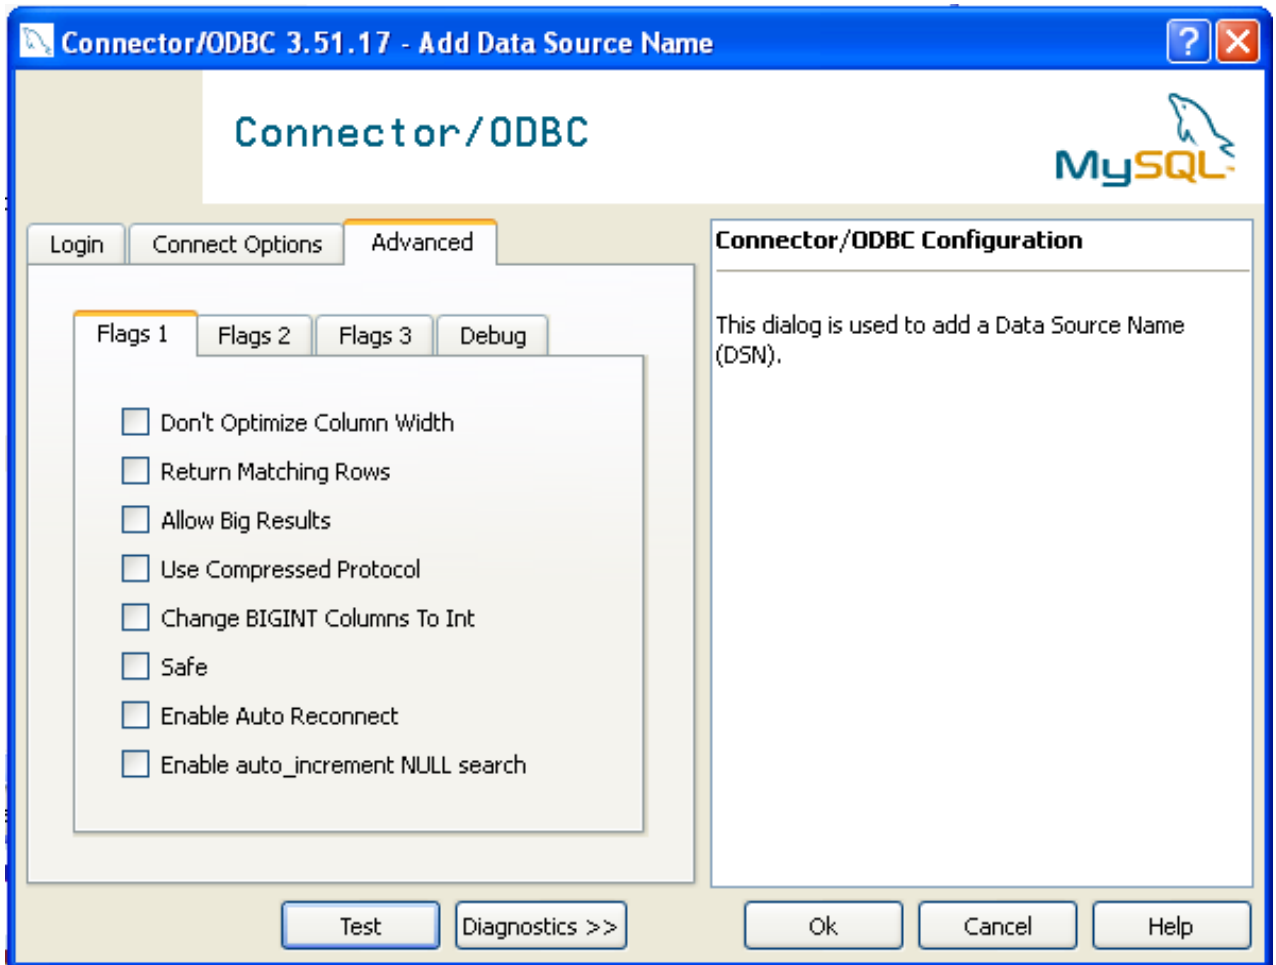 Connector/ODBC 3.51.17 - Add Data Source Name
?
Connector/ODBC
MySQL
Login
Connect Options
Advanced
Flags 1
Flags 2
Flags 3
Debug
Don't Optimize Column Width
Return Matching Rows
Allow Big Results
Use Compressed Protocol
Change BIGINT Columns To Int
Safe
Enable Auto Reconnect
Enable auto_increment NULL search
Connector/ODBC Configuration
This dialog is used to add a Data Source Name
(DSN).
Test
Diagnostics >>
Ok
Cancel
Help